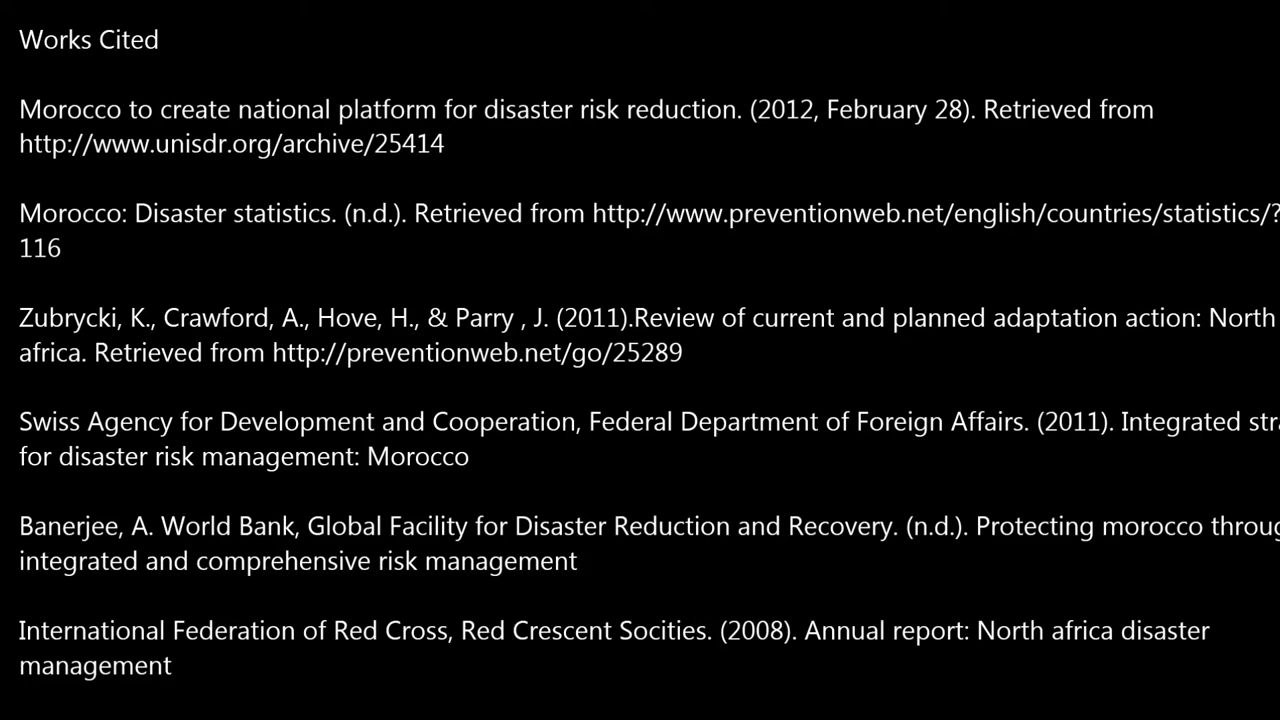 Works Cited
Morocco to create national platform for disaster risk reduction. (2012, February 28). Retrieved from
http://www.unisdr.org/archive/25414
Morocco: Disaster statistics. (n.d.). Retrieved from http://www.preventionweb.net/english/countries/statistics/?
116
Zubrycki, K., Crawford, A., Hove, H., & Parry , J. (2011).Review of current and planned adaptation action: North
africa. Retrieved from http://preventionweb.net/go/25289
Swiss Agency for Development and Cooperation, Federal Department of Foreign Affairs. (2011). Integrated
for disaster risk management: Morocco
Banerjee, A. World Bank, Global Facility for Disaster Reduction and Recovery. (n.d.). Protecting morocco
integrated and comprehensive risk management
International Federation of Red Cross, Red Crescent Socities. (2008). Annual report: North africa disaster
management